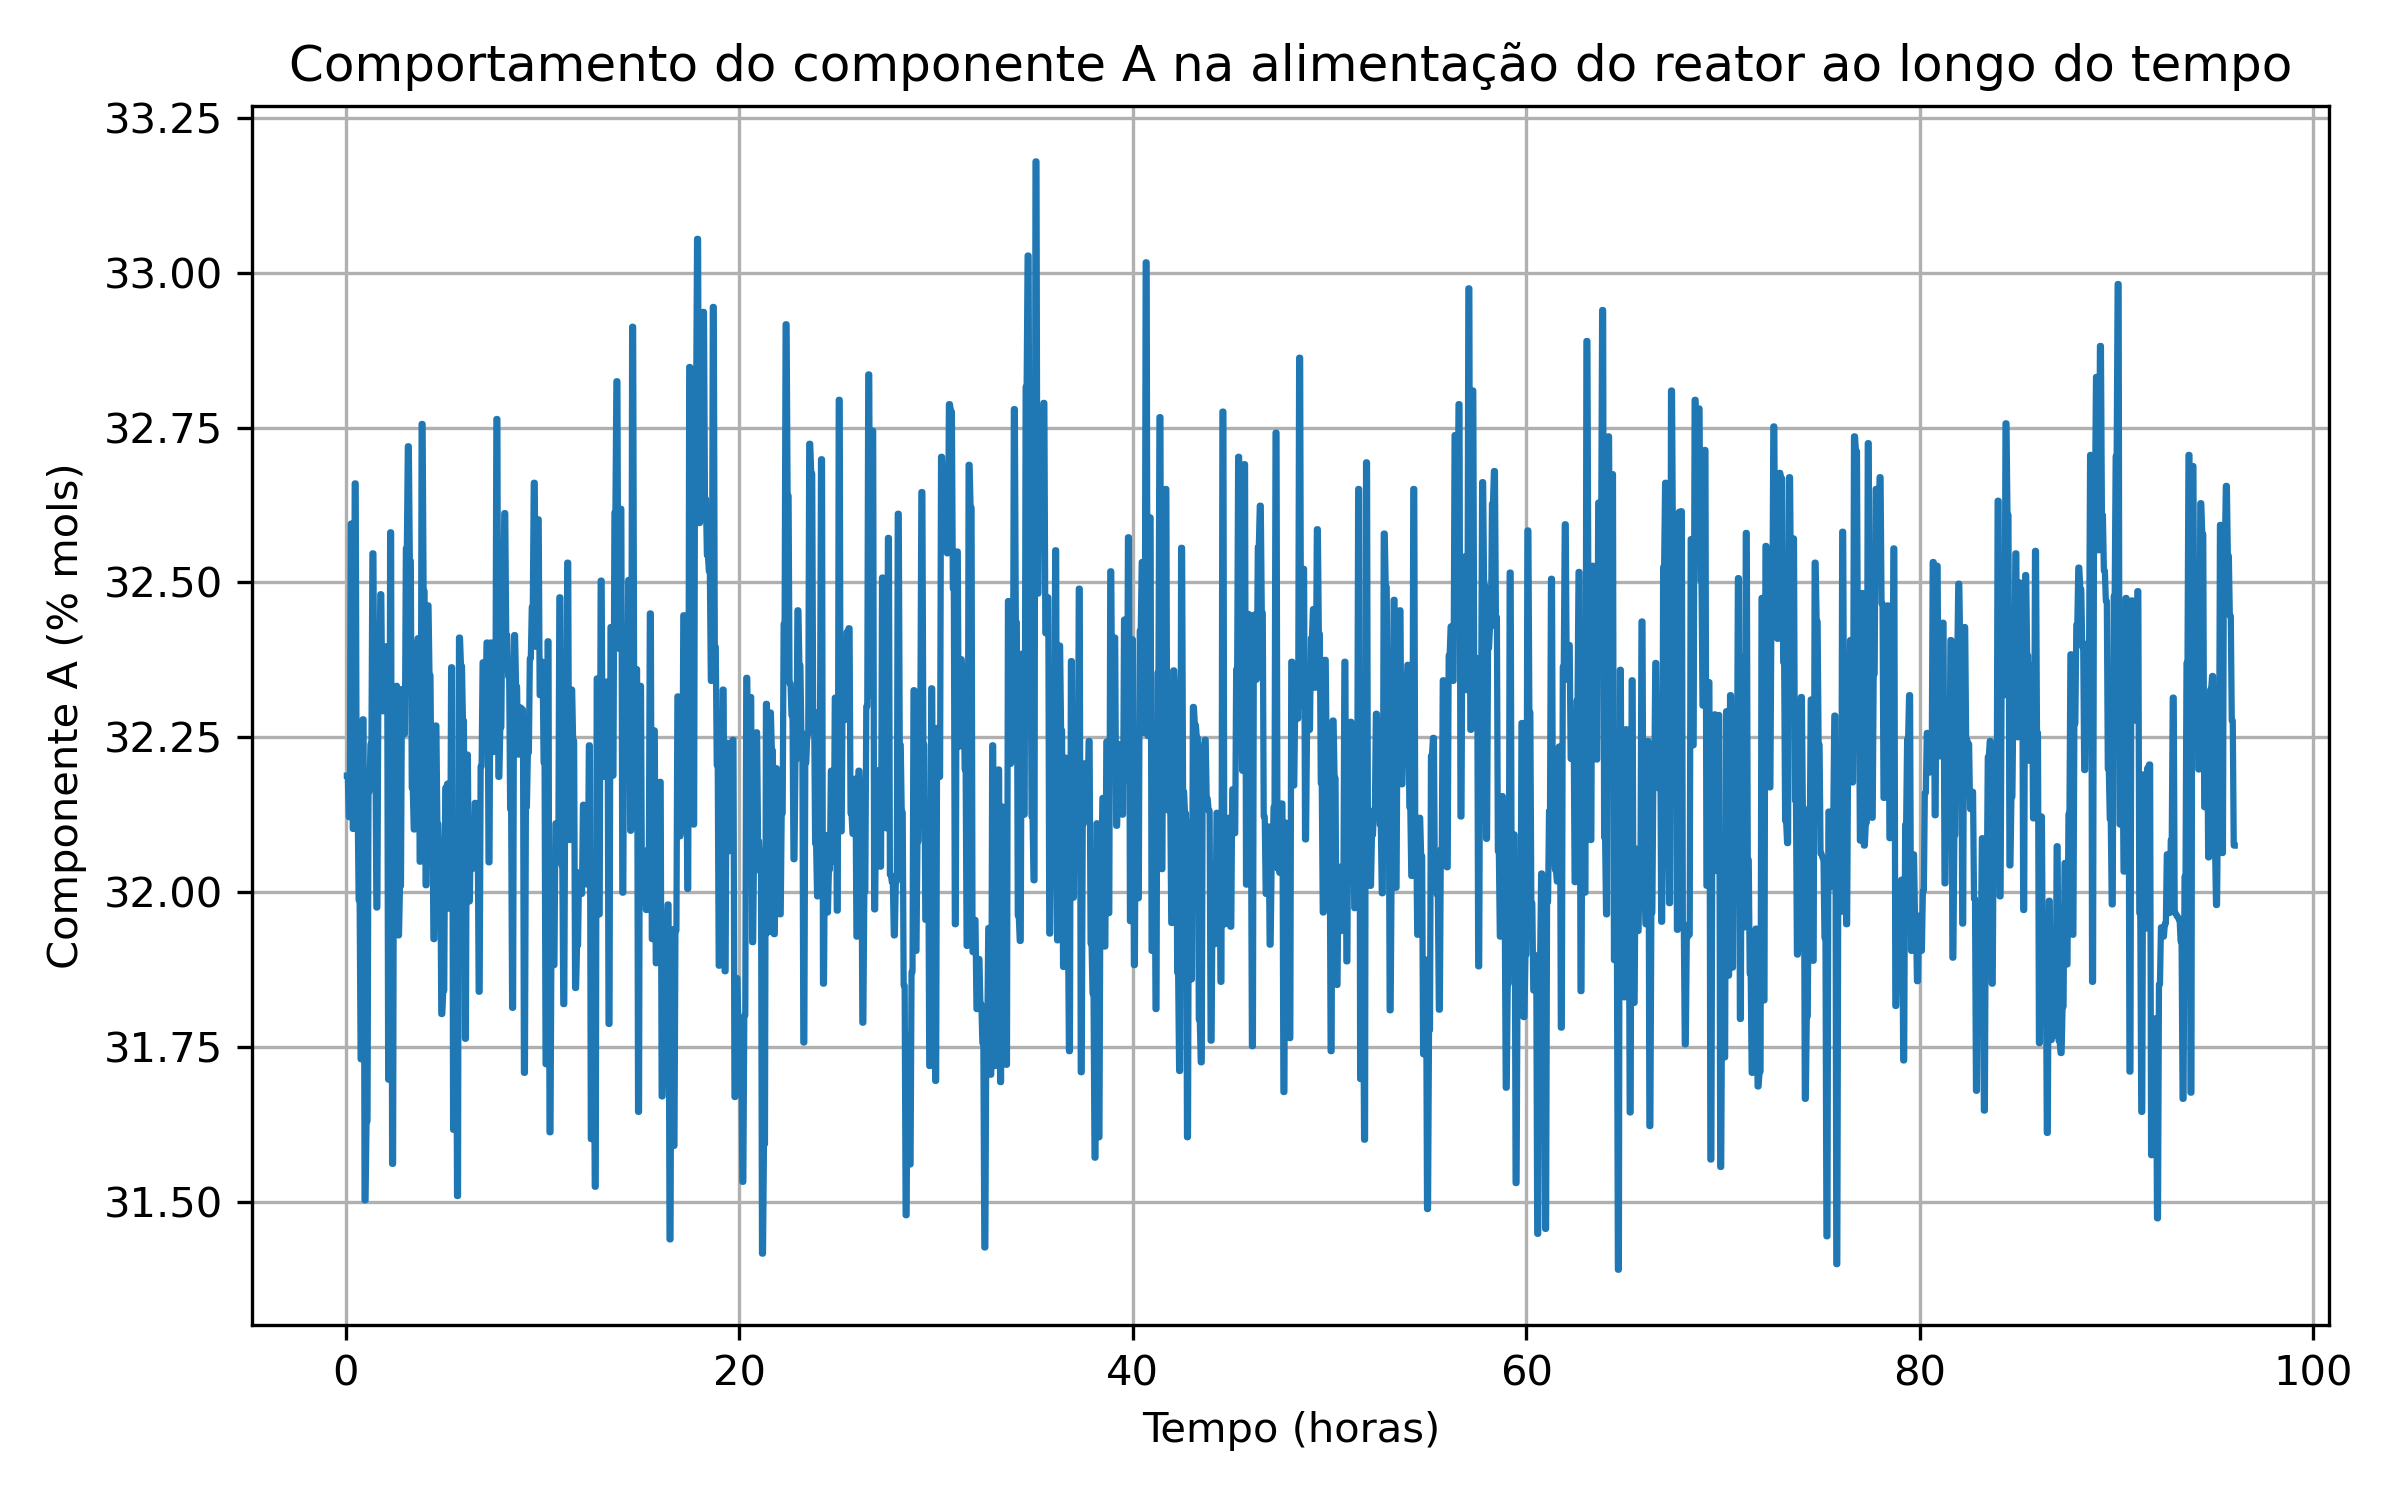 Comportamento do componente A na alimentação do reator ao longo do tempo
33.25
33.00
32.75
32.50
32.25
32.00
31.75
31.50
Componente A (% mols)
0 20 40 60 80 100
Tempo (horas)